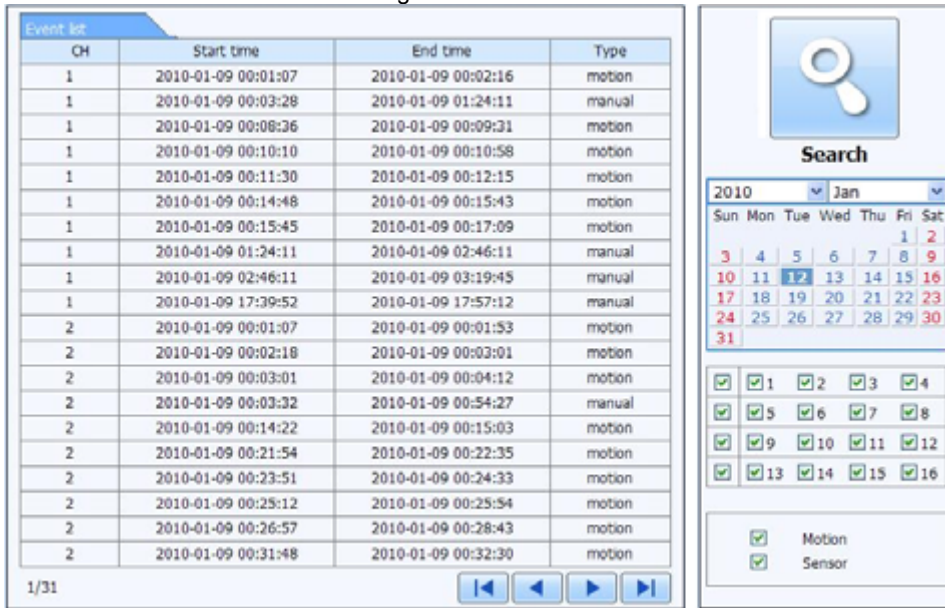 Event list
CH Start time End time Type
1 2010-01-09 00:01:07 2010-01-09 00:02:16 motion
1 2010-01-09 00:03:28 2010-01-09 01:24:11 manual
1 2010-01-09 00:08:36 2010-01-09 00:09:31 motion
1 2010-01-09 00:10:10 2010-01-09 00:10:58 motion
1 2010-01-09 00:11:30 2010-01-09 00:12:15 motion
1 2010-01-09 00:14:48 2010-01-09 00:15:43 motion
1 2010-01-09 00:15:45 2010-01-09 00:17:09 motion
1 2010-01-09 01:24:11 2010-01-09 02:46:11 manual
1 2010-01-09 02:46:11 2010-01-09 03:19:45 manual
1 2010-01-09 17:39:52 2010-01-09 17:57:12 manual
2 2010-01-09 00:01:07 2010-01-09 00:01:53 motion
2 2010-01-09 00:02:18 2010-01-09 00:03:01 motion
2 2010-01-09 00:03:01 2010-01-09 00:04:12 motion
2 2010-01-09 00:03:32 2010-01-09 00:54:27 manual
2 2010-01-09 00:14:22 2010-01-09 00:15:03 motion
2 2010-01-09 00:21:54 2010-01-09 00:22:35 motion
2 2010-01-09 00:23:51 2010-01-09 00:24:33 motion
2 2010-01-09 00:25:12 2010-01-09 00:25:54 motion
2 2010-01-09 00:26:57 2010-01-09 00:28:43 motion
2 2010-01-09 00:31:48 2010-01-09 00:32:30 motion
1/31
Search
2010 Jan
Sun Mon Tue Wed Thu Fri Sat
1 2
3 4 5 6 7 8 9
10 11 12 13 14 15 16
17 18 19 20 21 22 23
24 25 26 27 28 29 30
31
1 2 3 4
5 6 7 8
9 10 11 12
13 14 15 16
Motion
Sensor